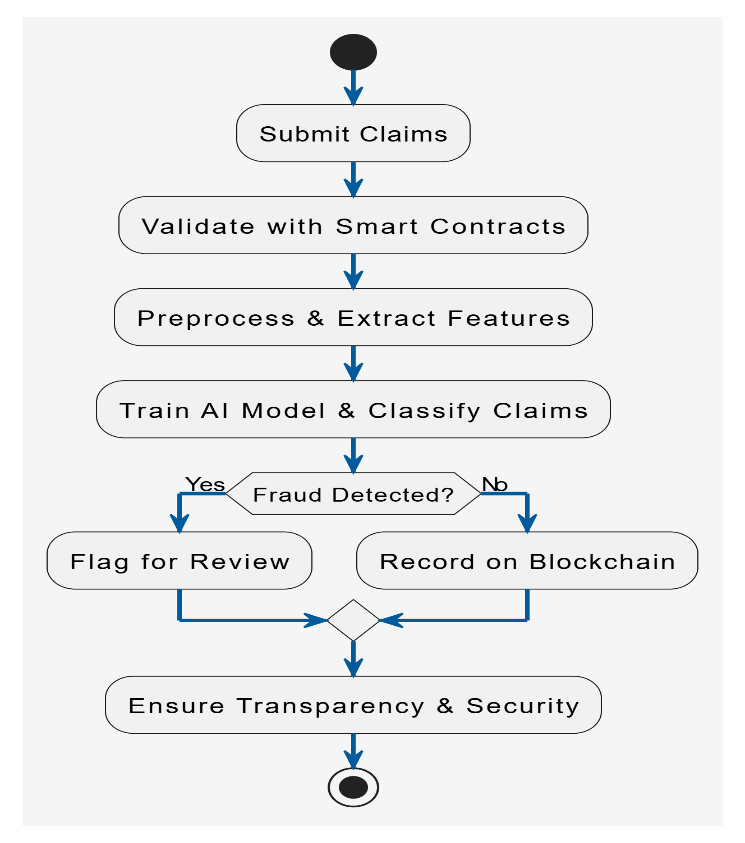 Submit Claims
Validate with Smart Contracts
Preprocess & Extract Features
Train AI Model & Classify Claims
Yes
Fraud Detected?
No
Flag for Review
Record on Blockchain
Ensure Transparency & Security